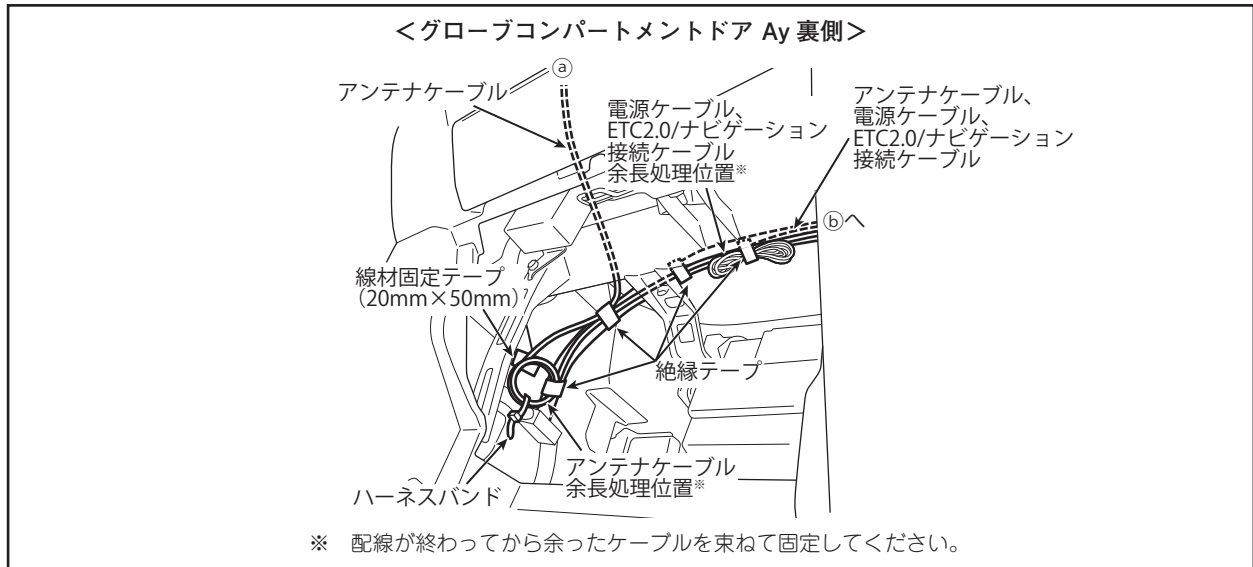 ＜グローブコンパートメントドア Ay 裏側＞
ⓐ
アンテナケーブル
電源ケーブル、
ETC2.0/ナビゲーション
接続ケーブル
余長処理位置※
アンテナケーブル、
電源ケーブル、
ETC2.0/ナビゲーション
接続ケーブル
ⓑへ
線材固定テープ
（20mm×50mm）
絶縁テープ
アンテナケーブル
余長処理位置※
ハーネスバンド
※　配線が終わってから余ったケーブルを束ねて固定してください。